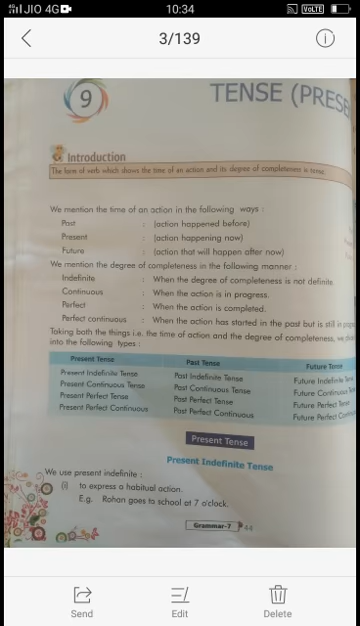 JIO 4G
10:34
VoLTE
3/139
9
TENSE (PRESE
Introduction
The form of verb which shows the time of an action and its degree of completeness is tense.
We mention the time of an action in the following ways :
Past : (action happened before)
Present : (action happening now)
Future : (action that will happen after now)
We mention the degree of completeness in the following manner :
Indefinite : When the degree of completeness is not definite
Continuous : When the action is in progress.
Perfect : When the action is completed.
Perfect continuous : When the action has started in the past but is still in
Taking both the things i.e. the time of action and the degree of completeness, we
into the following types :
Present Tense Past Tense Future Tense
Present Indefinite Tense Past Indefinite Tense Future Indefinite
Present Continuous Tense Past Continuous Tense Future Continuous
Present Perfect Tense Past Perfect Tense Future Perfect
Present Perfect Continuous Past Perfect Continuous Future Perfect
Present Tense
Present Indefinite Tense
We use present indefinite :
(i) to express a habitual action.
E.g. Rohan goes to school at 7 o'clock.
Grammar-7 44
Send Edit Delete